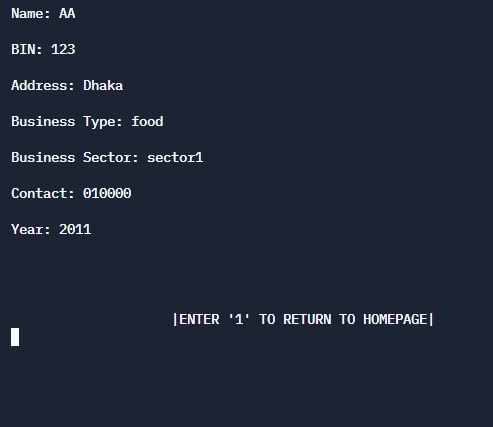 Name: AA
BIN: 123
Address: Dhaka
Business Type: food
Business Sector: sector1
Contact: 010000
Year: 2011
|ENTER '1' TO RETURN TO HOMEPAGE|